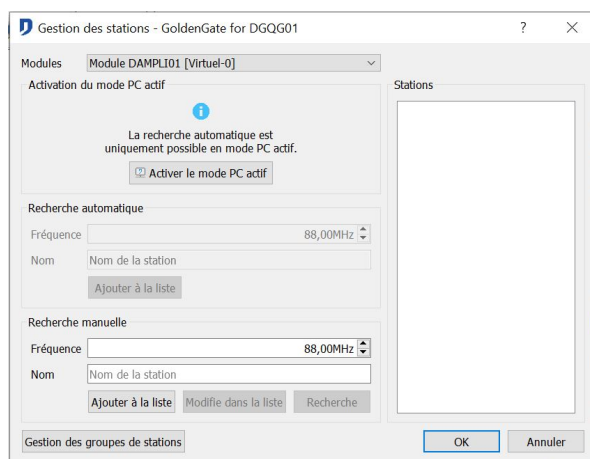 Gestion des stations - GoldenGate for DGQG01
?
Modules
Module DAMPLI01 [Virtuel-0]
Activation du mode PC actif
La recherche automatique est
uniquement possible en mode PC actif.
Activer le mode PC actif
Recherche automatique
Fréquence
88,00MHz
Nom
Nom de la station
Ajouter à la liste
Recherche manuelle
Fréquence
88,00MHz
Nom
Nom de la station
Ajouter à la liste
Modifie dans la liste
Recherche
Stations
Gestion des groupes de stations
OK
Annuler